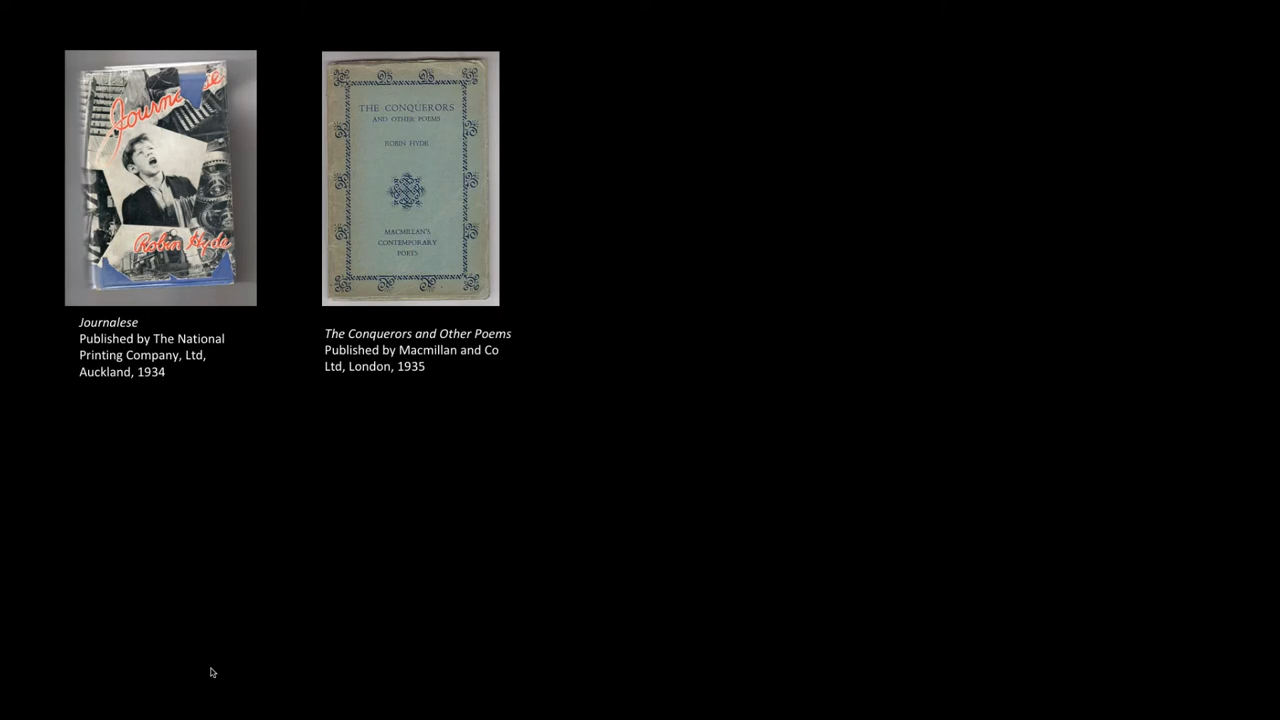 Journalese
Robin Hyde
Journalese
Published by The National
Printing Company, Ltd,
Auckland, 1934
THE CONQUERORS
AND OTHER POEMS
ROBIN HYDE
MACMILLAN'S
CONTEMPORARY
POETS
The Conquerors and Other Poems
Published by Macmillan and Co
Ltd, London, 1935